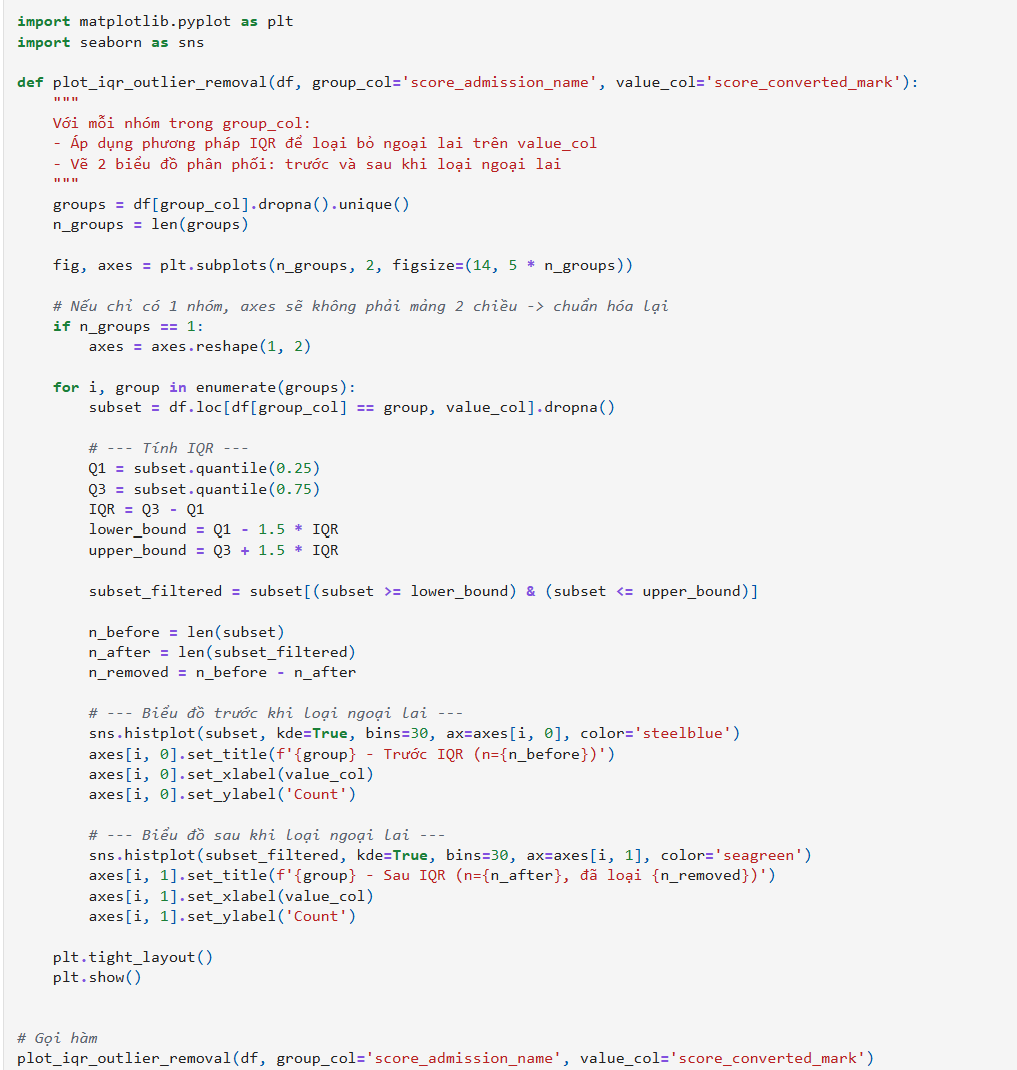 import matplotlib.pyplot as plt
import seaborn as sns

def plot_iqr_outlier_removal(df, group_col='score_admission_name', value_col='score_converted_mark'):
    """
    Với mỗi nhóm trong group_col:
    - Áp dụng phương pháp IQR để loại bỏ ngoại lai trên value_col
    - Vẽ 2 biểu đồ phân phối: trước và sau khi loại ngoại lai
    """
    groups = df[group_col].dropna().unique()
    n_groups = len(groups)

    fig, axes = plt.subplots(n_groups, 2, figsize=(14, 5 * n_groups))

    # Nếu chỉ có 1 nhóm, axes sẽ không phải mảng 2 chiều -> chuẩn hóa lại
    if n_groups == 1:
        axes = axes.reshape(1, 2)

    for i, group in enumerate(groups):
        subset = df.loc[df[group_col] == group, value_col].dropna()

        # --- Tính IQR ---
        Q1 = subset.quantile(0.25)
        Q3 = subset.quantile(0.75)
        IQR = Q3 - Q1
        lower_bound = Q1 - 1.5 * IQR
        upper_bound = Q3 + 1.5 * IQR

        subset_filtered = subset[(subset >= lower_bound) & (subset <= upper_bound)]

        n_before = len(subset)
        n_after = len(subset_filtered)
        n_removed = n_before - n_after

        # --- Biểu đồ trước khi loại ngoại lai ---
        sns.histplot(subset, kde=True, bins=30, ax=axes[i, 0], color='steelblue')
        axes[i, 0].set_title(f'{group} - Trước IQR (n={n_before})')
        axes[i, 0].set_xlabel(value_col)
        axes[i, 0].set_ylabel('Count')

        # --- Biểu đồ sau khi loại ngoại lai ---
        sns.histplot(subset_filtered, kde=True, bins=30, ax=axes[i, 1], color='seagreen')
        axes[i, 1].set_title(f'{group} - Sau IQR (n={n_after}, đã loại {n_removed})')
        axes[i, 1].set_xlabel(value_col)
        axes[i, 1].set_ylabel('Count')

    plt.tight_layout()
    plt.show()


# Gọi hàm
plot_iqr_outlier_removal(df, group_col='score_admission_name', value_col='score_converted_mark')